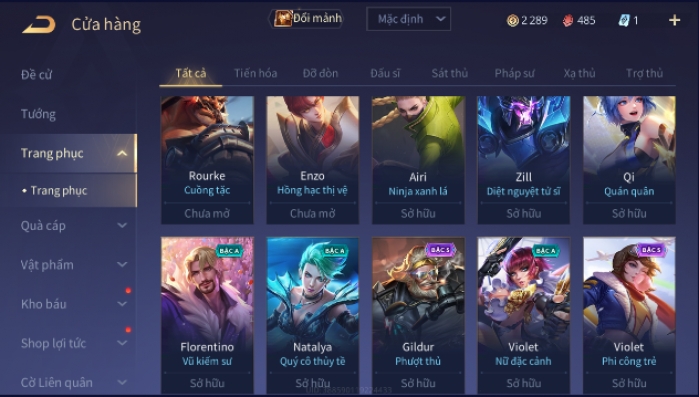 Cửa hàng
Đổi mảnh
Mặc định
2 289
485
1
Đề cử
Tất cả
Tiến hóa
Đỡ đòn
Đấu sĩ
Sát thủ
Pháp sư
Xạ thủ
Trợ thủ
Tướng
Trang phục
• Trang phục
Quà cáp
Vật phẩm
Kho báu
Shop lợi tức
Cờ Liên quân
Rourke
Cuồng tặc
Chưa mở
Enzo
Hồng hạc thị vệ
Chưa mở
Airi
Ninja xanh lá
Sở hữu
Zill
Diệt nguyệt tử sĩ
Sở hữu
Qi
Quán quân
Sở hữu
BẬC A
Florentino
Vũ kiếm sư
Sở hữu
BẬC A
Natalya
Quý cô thủy tề
Sở hữu
BẬC S
Gildur
Phượt thủ
Sở hữu
BẬC A
Violet
Nữ đặc cảnh
Sở hữu
BẬC A
Violet
Phi công trẻ
Sở hữu